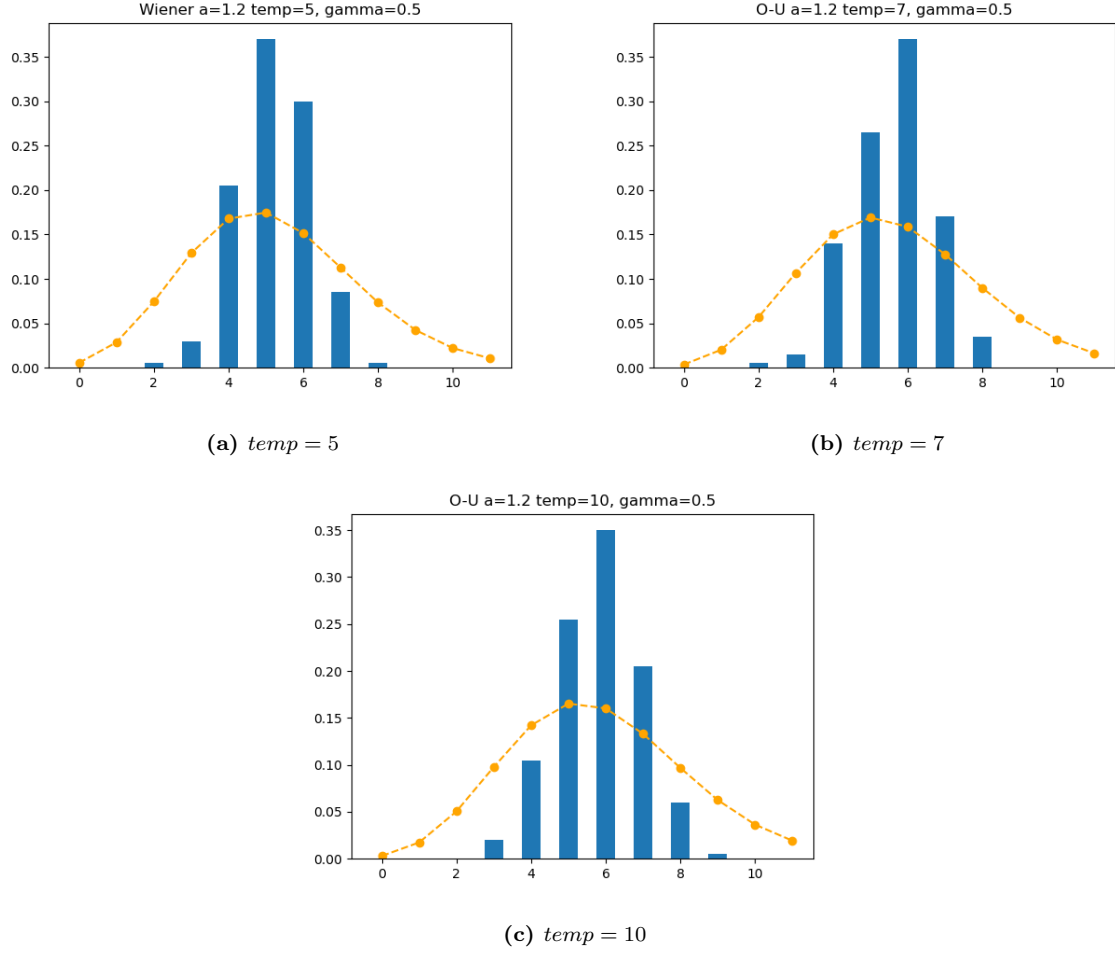 Wiener a=1.2 temp=5, gamma=0.5
0.35
0.30
0.25
0.20
0.15
0.10
0.05
0.00
0 2 4 6 8 10
(a) temp = 5
O-U a=1.2 temp=7, gamma=0.5
0.35
0.30
0.25
0.20
0.15
0.10
0.05
0.00
0 2 4 6 8 10
(b) temp = 7
O-U a=1.2 temp=10, gamma=0.5
0.35
0.30
0.25
0.20
0.15
0.10
0.05
0.00
0 2 4 6 8 10
(c) temp = 10